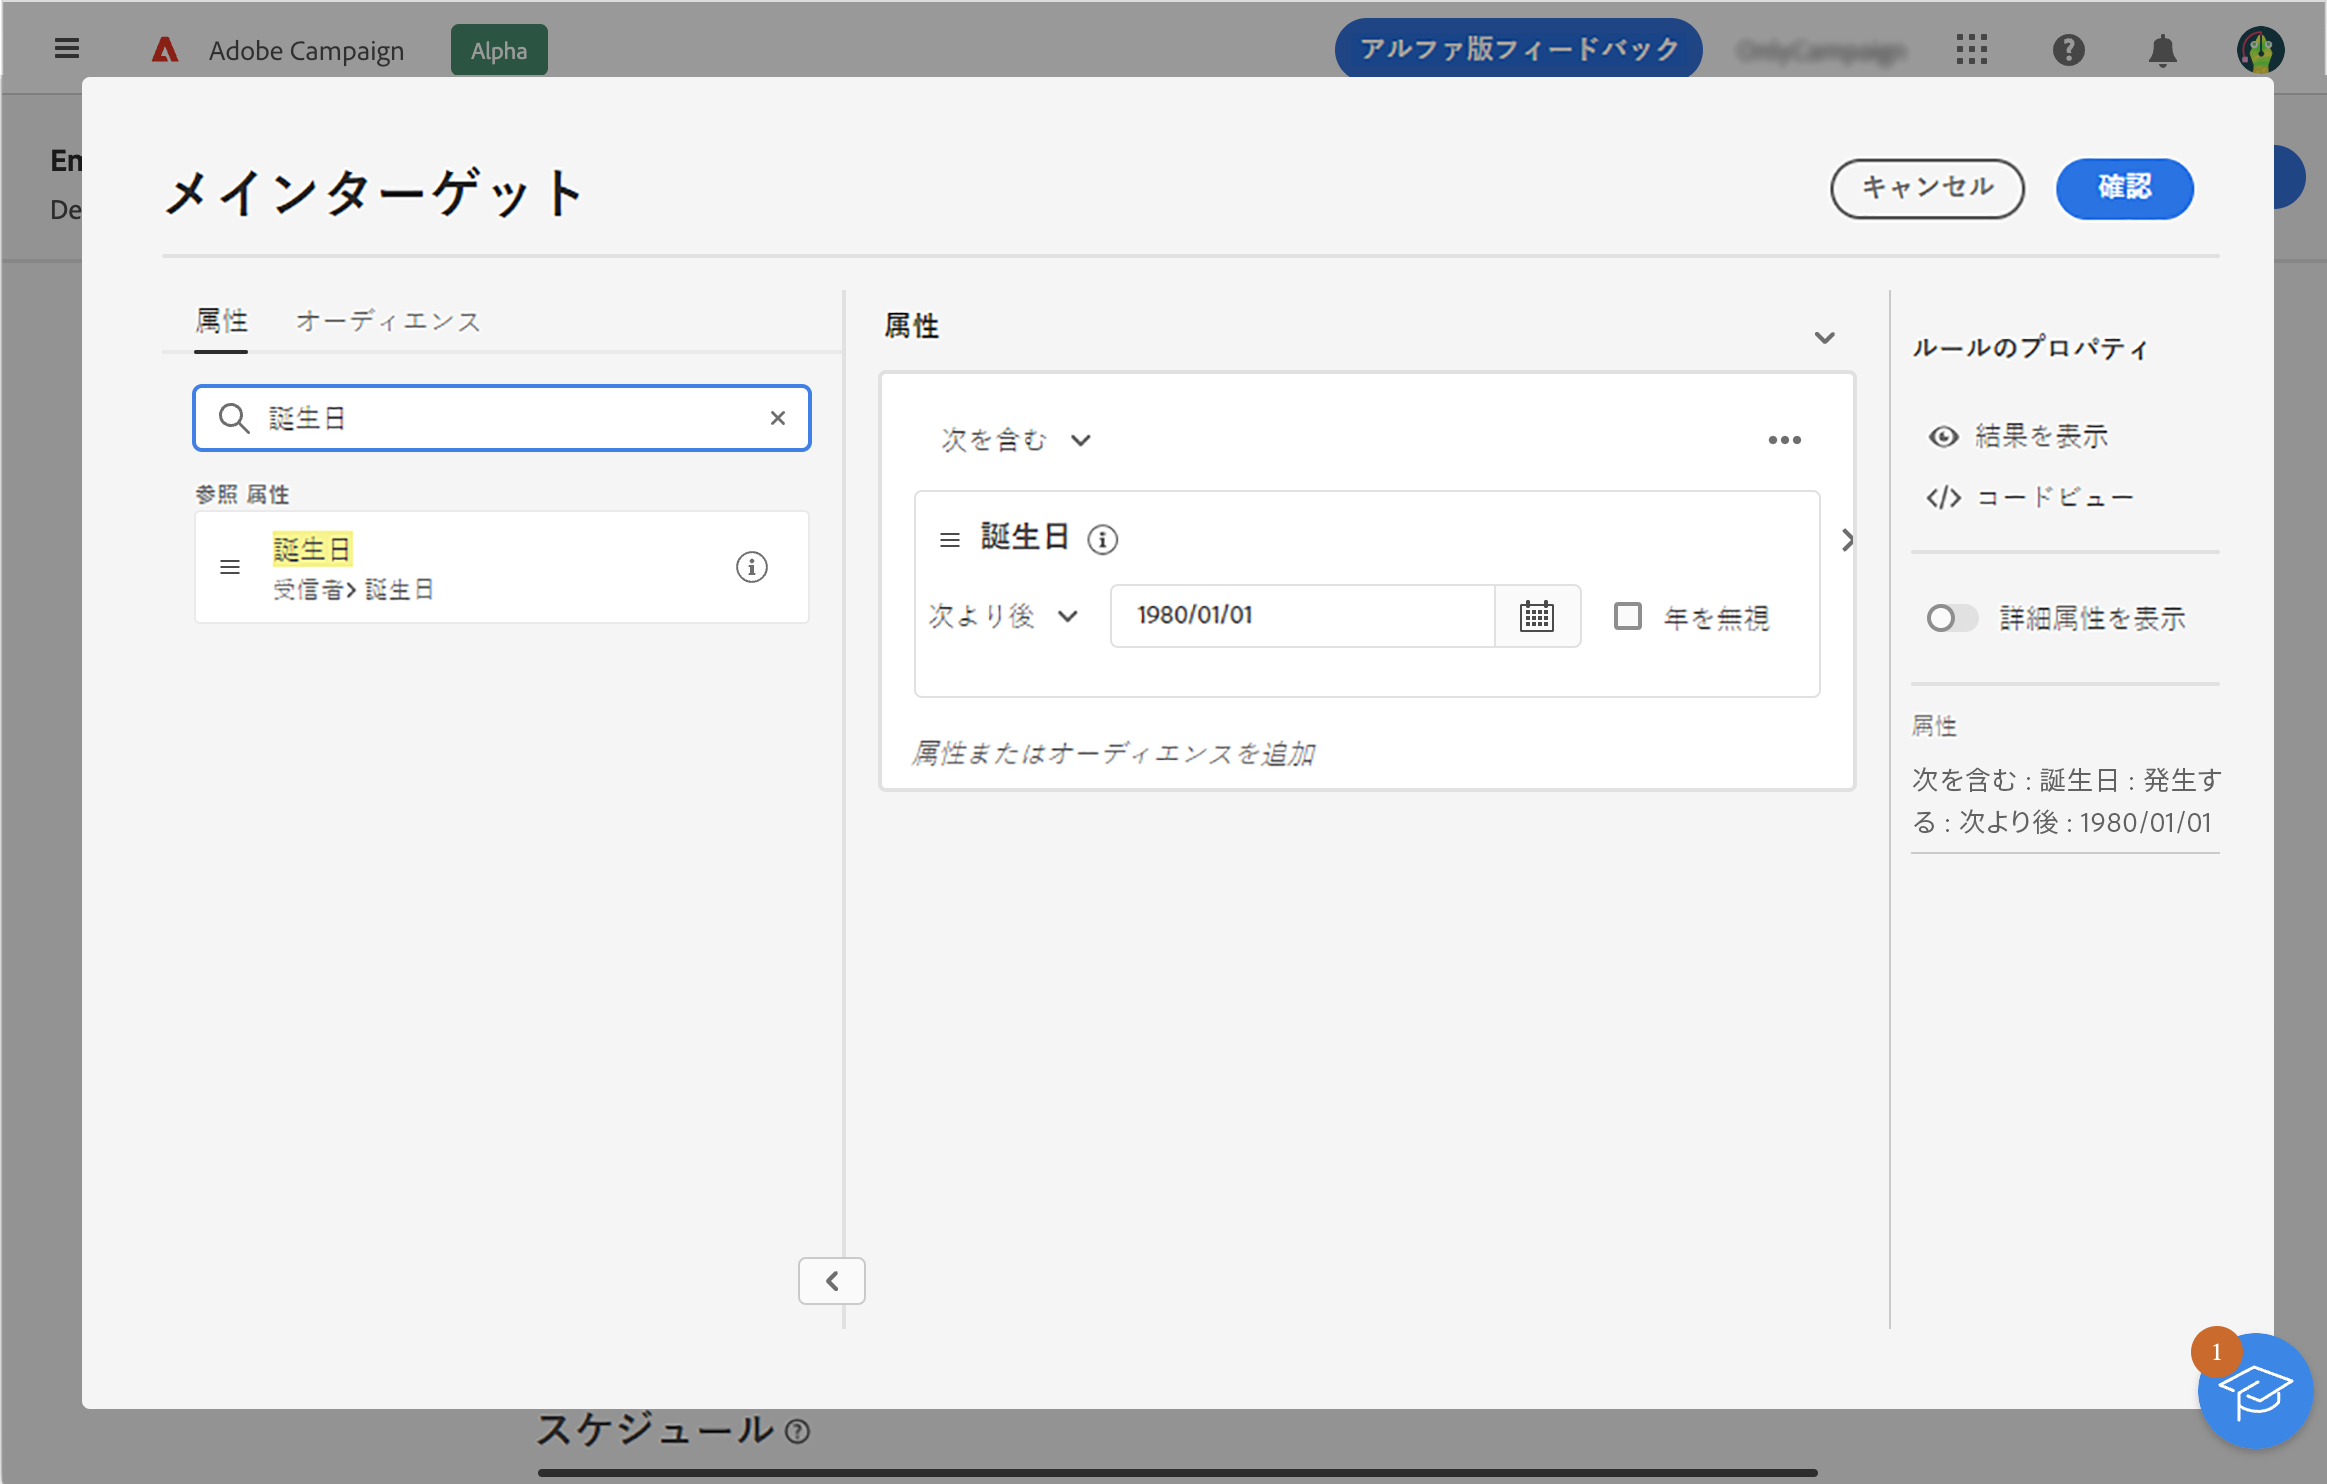 Adobe Campaign
Alpha
アルファ版フィードバック
Em
De
メインターゲット
キャンセル
確認
属性
オーディエンス
誕生日
参照 属性
誕生日
受信者> 誕生日
属性
次を含む
誕生日
次より後
1980/01/01
年を無視
属性またはオーディエンスを追加
ルールのプロパティ
結果を表示
コードビュー
詳細属性を表示
属性
次を含む : 誕生日 : 発生す
る : 次より後 : 1980/01/01
1
スケジュール